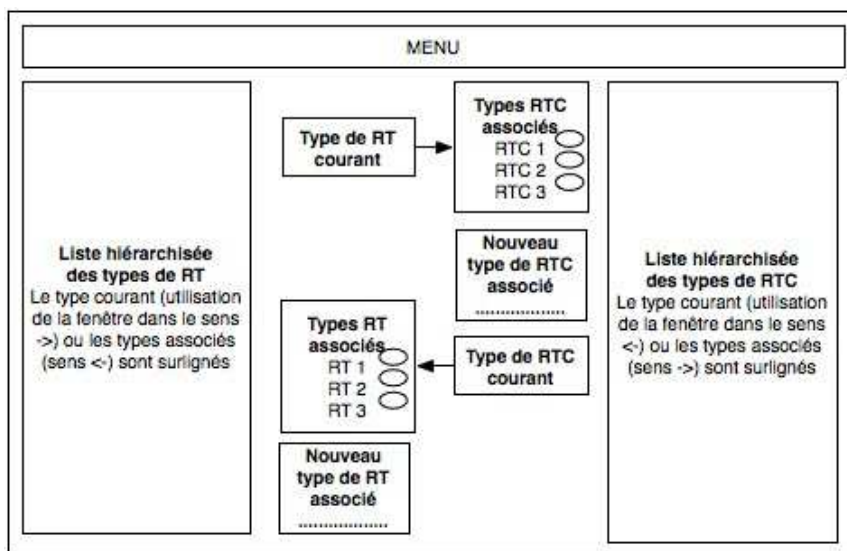 MENU
Liste hiérarchisée
des types de RT
Le type courant (utilisation
de la fenêtre dans le sens
->) ou les types associés
(sens <-) sont surlignés
Type de RT
courant
Types RTC
associés
RTC 1
RTC 2
RTC 3
Nouveau
type de RTC
associé
...................
Types RT
associés
RT 1
RT 2
RT 3
Type de RTC
courant
Nouveau
type de RT
associé
...................
Liste hiérarchisée
des types de RTC
Le type courant (utilisation
de la fenêtre dans le sens
<-) ou les types associés
(sens ->) sont surlignés